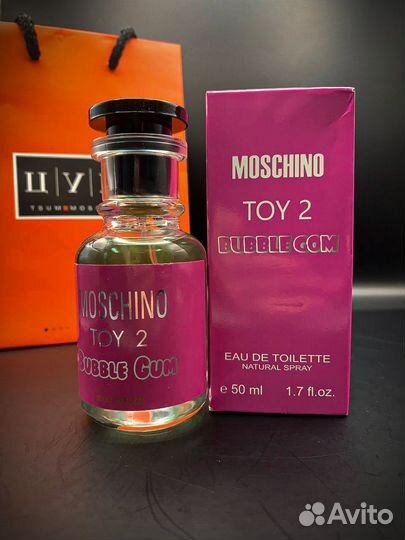 ЦУ
MOSCHINO
TOY 2
BUBBLE GUM
EAU DE TOILETTE
NATURAL SPRAY
e 50 ml 1.7 fl.oz.
MOSCHINO
TOY 2
BUBBLE GUM
Avito